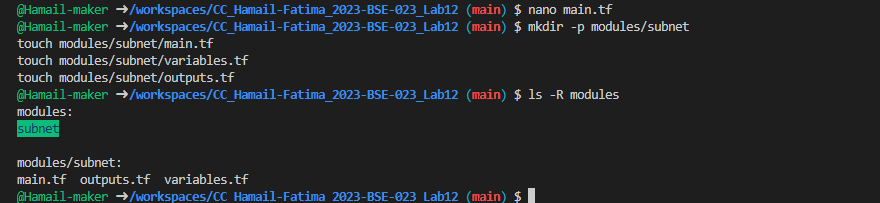 @Hamail-maker ➜/workspaces/CC_Hamail-Fatima_2023-BSE-023_Lab12 (main) $ nano main.tf
@Hamail-maker ➜/workspaces/CC_Hamail-Fatima_2023-BSE-023_Lab12 (main) $ mkdir -p modules/subnet
touch modules/subnet/main.tf
touch modules/subnet/variables.tf
touch modules/subnet/outputs.tf
@Hamail-maker ➜/workspaces/CC_Hamail-Fatima_2023-BSE-023_Lab12 (main) $ ls -R modules
modules:
subnet
modules/subnet:
main.tf  outputs.tf  variables.tf
@Hamail-maker ➜/workspaces/CC_Hamail-Fatima_2023-BSE-023_Lab12 (main) $